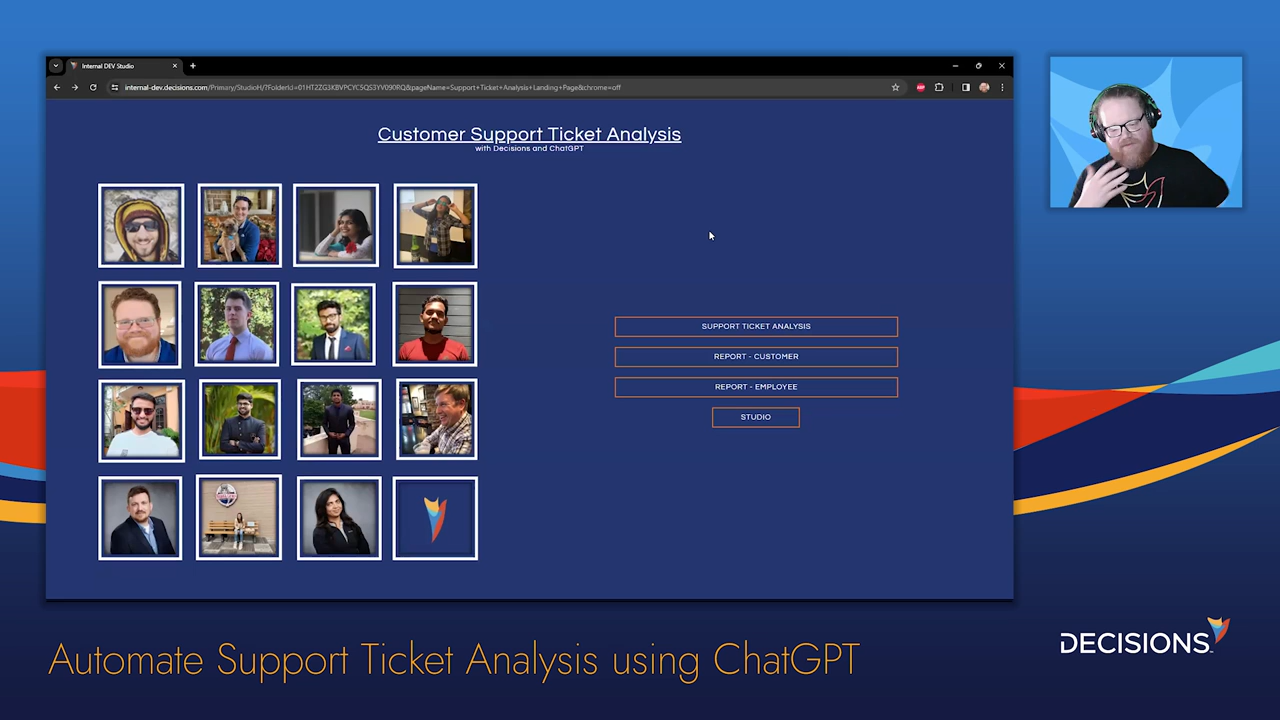 Internal DEV Studio
internal-dev.decisions.com/Primary/StudioH/?FolderId=01HT2ZG3KBVPCYC5QS3YV090RQ&pageName=Support+Ticket+Analysis+Landing+Page&chrome=off
Customer Support Ticket Analysis
with Decisions and ChatGPT
SUPPORT TICKET ANALYSIS
REPORT - CUSTOMER
REPORT - EMPLOYEE
STUDIO
Automate Support Ticket Analysis using ChatGPT
DECISIONS